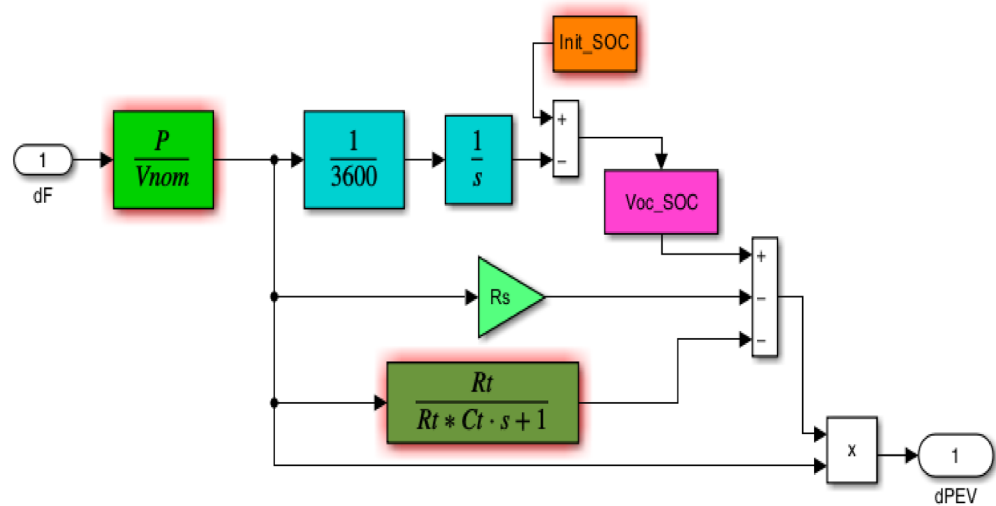 Init_SOC
1
dF
P
Vnom
1
3600
1
s
+
−
Voc_SOC
+
−
−
Rs
Rt
Rt * Ct · s + 1
x
1
dPEV